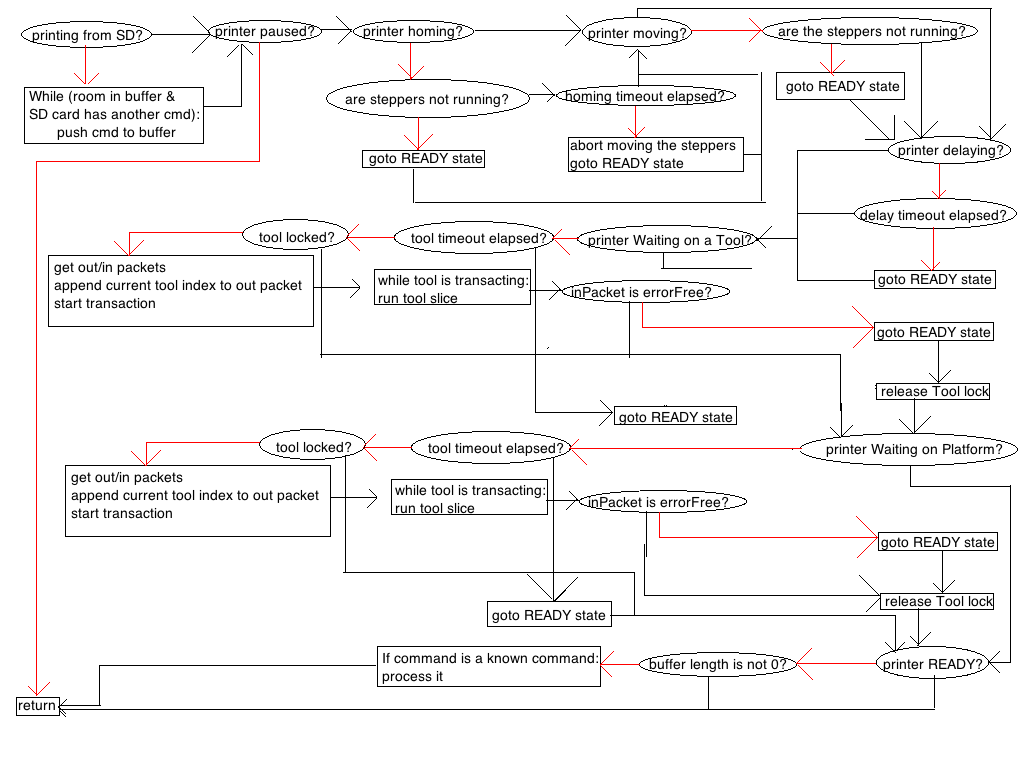 printing from SD?
printer paused?
printer homing?
printer moving?
are the steppers not running?
While (room in buffer &
SD card has another cmd):
push cmd to buffer
are steppers not running?
homing timeout elapsed?
goto READY state
goto READY state
abort moving the steppers
goto READY state
printer delaying?
delay timeout elapsed?
tool locked?
tool timeout elapsed?
printer Waiting on a Tool?
goto READY state
get out/in packets
append current tool index to out packet
start transaction
while tool is transacting:
run tool slice
inPacket is errorFree?
goto READY state
release Tool lock
goto READY state
tool locked?
tool timeout elapsed?
printer Waiting on Platform?
get out/in packets
append current tool index to out packet
start transaction
while tool is transacting:
run tool slice
inPacket is errorFree?
goto READY state
release Tool lock
goto READY state
If command is a known command:
process it
buffer length is not 0?
printer READY?
return